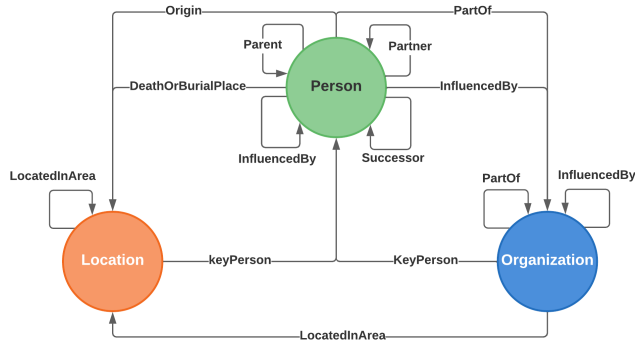 Origin
PartOf
Parent
Partner
Person
DeathOrBurialPlace
InfluencedBy
InfluencedBy
Successor
LocatedInArea
PartOf
InfluencedBy
Location
keyPerson
KeyPerson
Organization
LocatedInArea